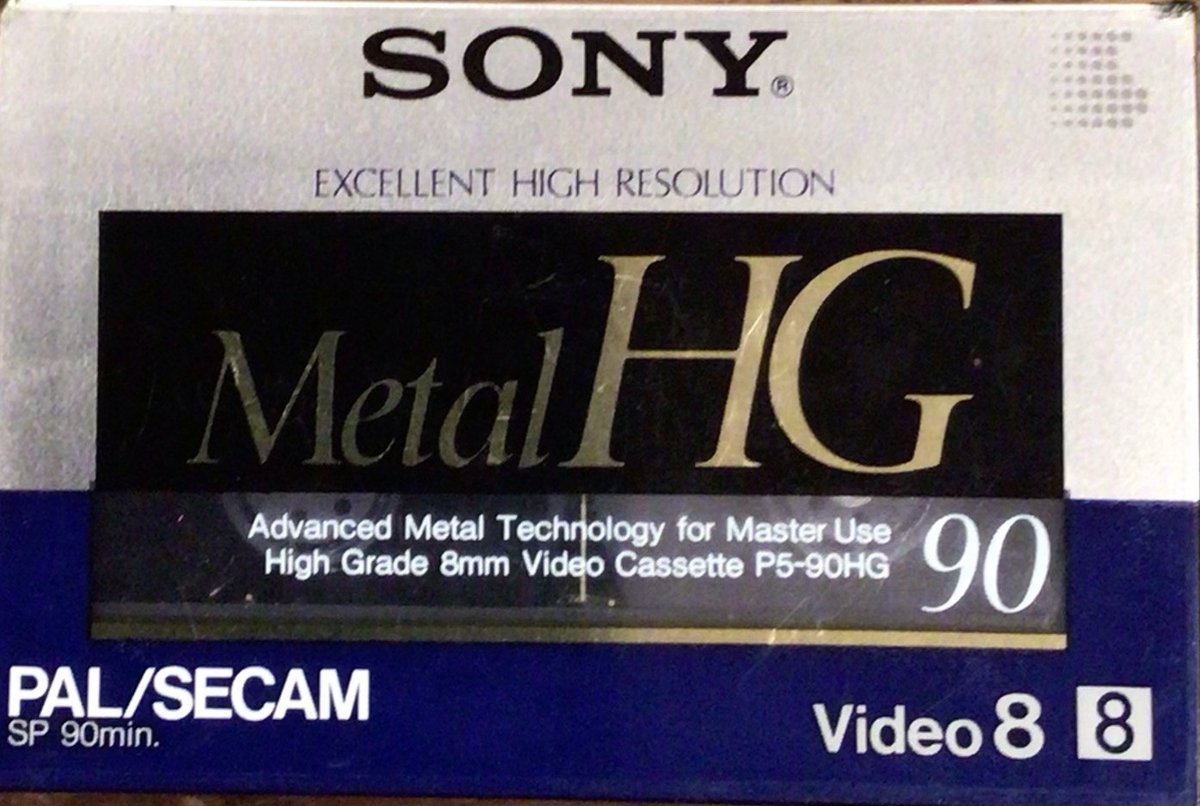 SONY®
EXCELLENT HIGH RESOLUTION
Metal HG
Advanced Metal Technology for Master Use
High Grade 8mm Video Cassette P5-90HG
90
PAL/SECAM
SP 90min.
Video 8 8